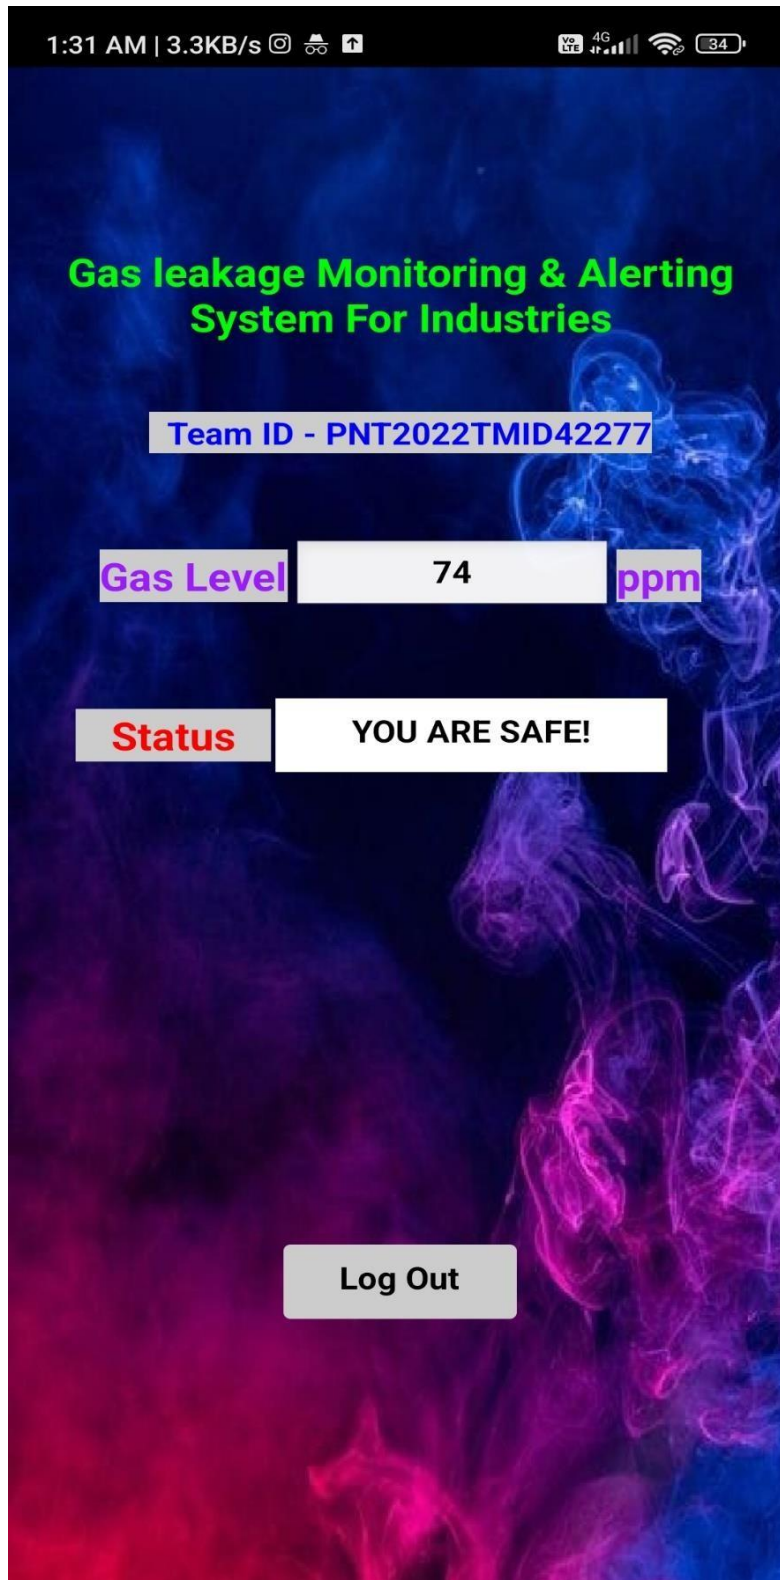 1:31 AM | 3.3KB/s Vo LTE 4G 34
Gas leakage Monitoring & Alerting
System For Industries
Team ID - PNT2022TMID42277
Gas Level 74 ppm
Status YOU ARE SAFE!
Log Out